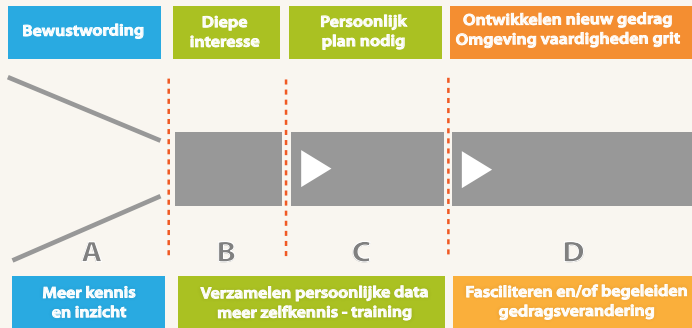 Bewustwording
Diepe
interesse
Persoonlijk
plan nodig
Ontwikkelen nieuw gedrag
Omgeving vaardigheden grit
A
B
C
D
Meer kennis
en inzicht
Verzamelen persoonlijke data
meer zelfkennis - training
Fasciliteren en/of begeleiden
gedragsverandering